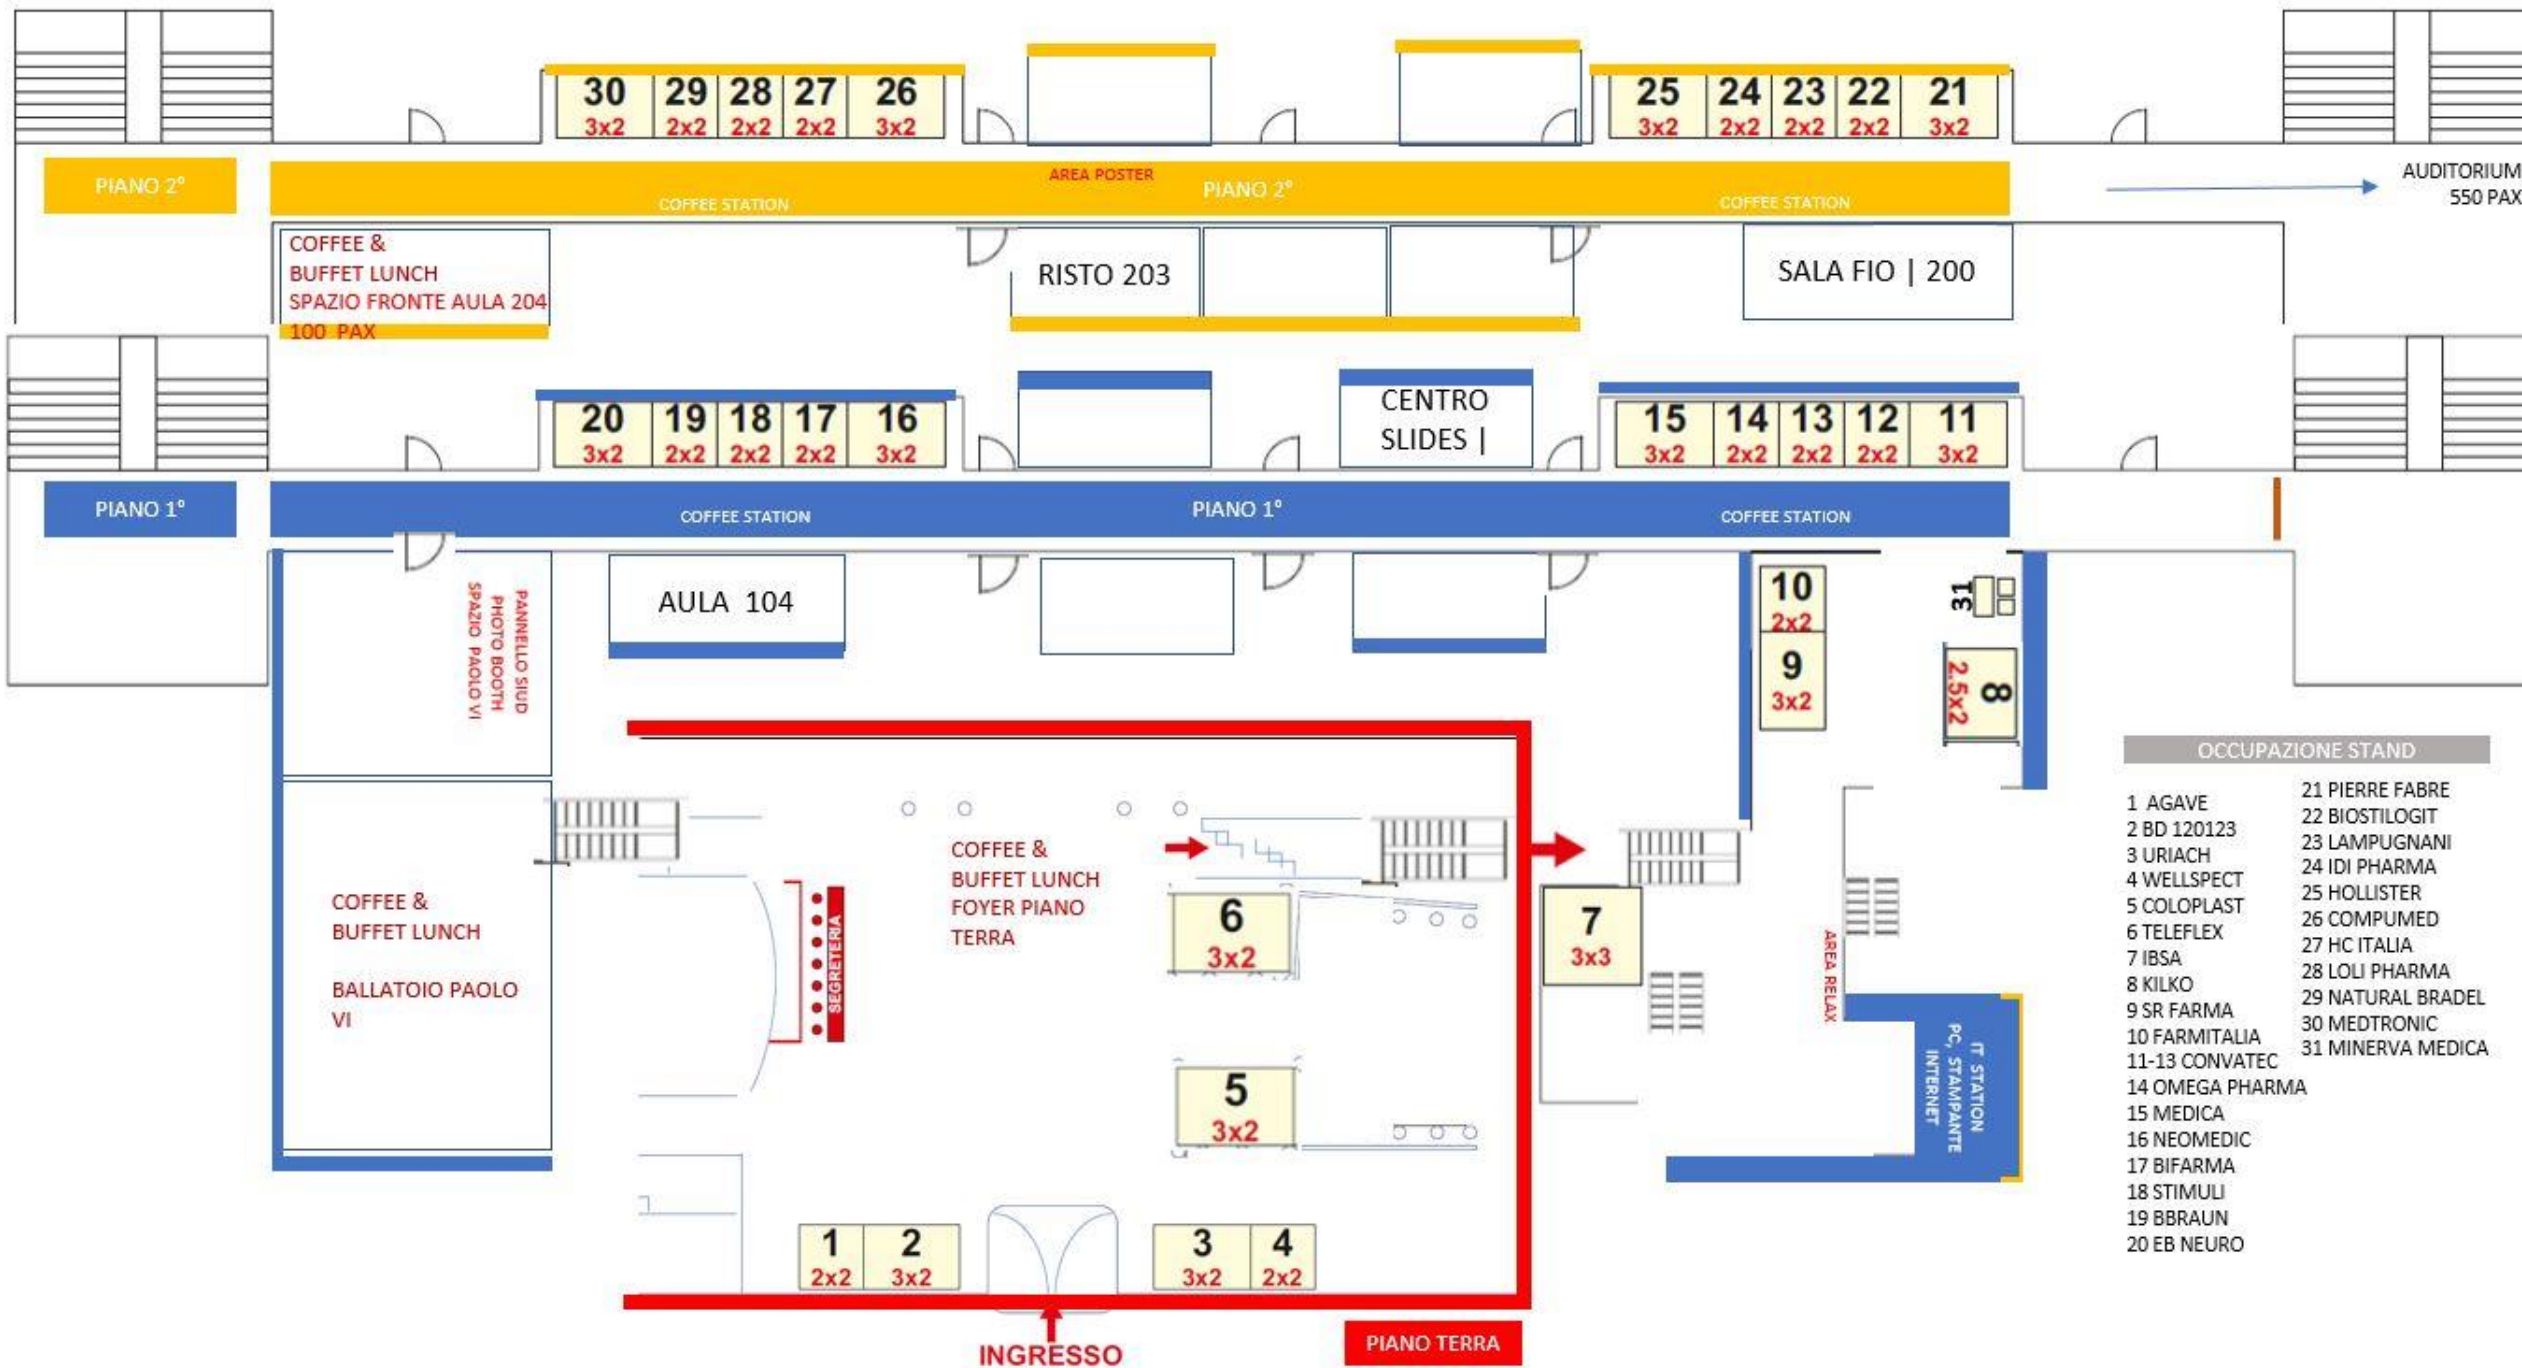 30 29 28 27 26
3x2 2x2 2x2 2x2 3x2
25 24 23 22 21
3x2 2x2 2x2 2x2 3x2
PIANO 2°
AREA POSTER
PIANO 2°
COFFEE STATION
COFFEE STATION
AUDITORIUM
550 PAX
COFFEE &
BUFFET LUNCH
SPAZIO FRONTE AULA 204
100 PAX
RISTO 203
SALA FIO | 200
CENTRO
SLIDES |
20 19 18 17 16
3x2 2x2 2x2 2x2 3x2
15 14 13 12 11
3x2 2x2 2x2 2x2 3x2
PIANO 1°
COFFEE STATION
PIANO 1°
COFFEE STATION
PANNELLO SIUD
PHOTO BOOTH
SPAZIO PAOLO VI
AULA 104
10
2x2
9
3x2
31
8
2.5x2
COFFEE &
BUFFET LUNCH
BALLATOIO PAOLO
VI
SEGRETERIA
COFFEE &
BUFFET LUNCH
FOYER PIANO
TERRA
6
3x2
5
3x2
7
3x3
AREA RELAX
IT STATION
PC, STAMPANTE
INTERNET
1 2
2x2 3x2
3 4
3x2 2x2
INGRESSO
PIANO TERRA
OCCUPAZIONE STAND
1 AGAVE
2 BD 120123
3 URIACH
4 WELLSPECT
5 COLOPLAST
6 TELEFLEX
7 IBSA
8 KILKO
9 SR FARMA
10 FARMITALIA
11-13 CONVATEC
14 OMEGA PHARMA
15 MEDICA
16 NEOMEDIC
17 BIFARMA
18 STIMULI
19 BBRAUN
20 EB NEURO
21 PIERRE FABRE
22 BIOSTILOGIT
23 LAMPUGNANI
24 IDI PHARMA
25 HOLLISTER
26 COMPUMED
27 HC ITALIA
28 LOLI PHARMA
29 NATURAL BRADEL
30 MEDTRONIC
31 MINERVA MEDICA